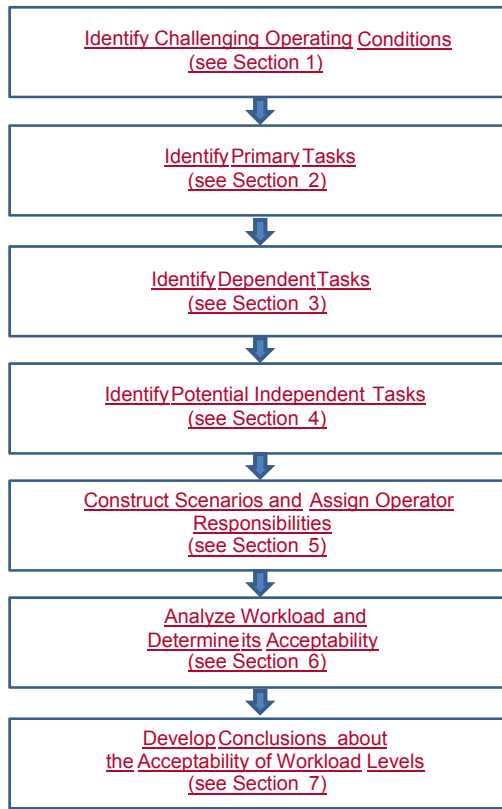 Identify Challenging Operating Conditions
(see Section 1)
Identify Primary Tasks
(see Section 2)
Identify Dependent Tasks
(see Section 3)
Identify Potential Independent Tasks
(see Section 4)
Construct Scenarios and Assign Operator
Responsibilities
(see Section 5)
Analyze Workload and
Determine its Acceptability
(see Section 6)
Develop Conclusions about
the Acceptability of Workload Levels
(see Section 7)